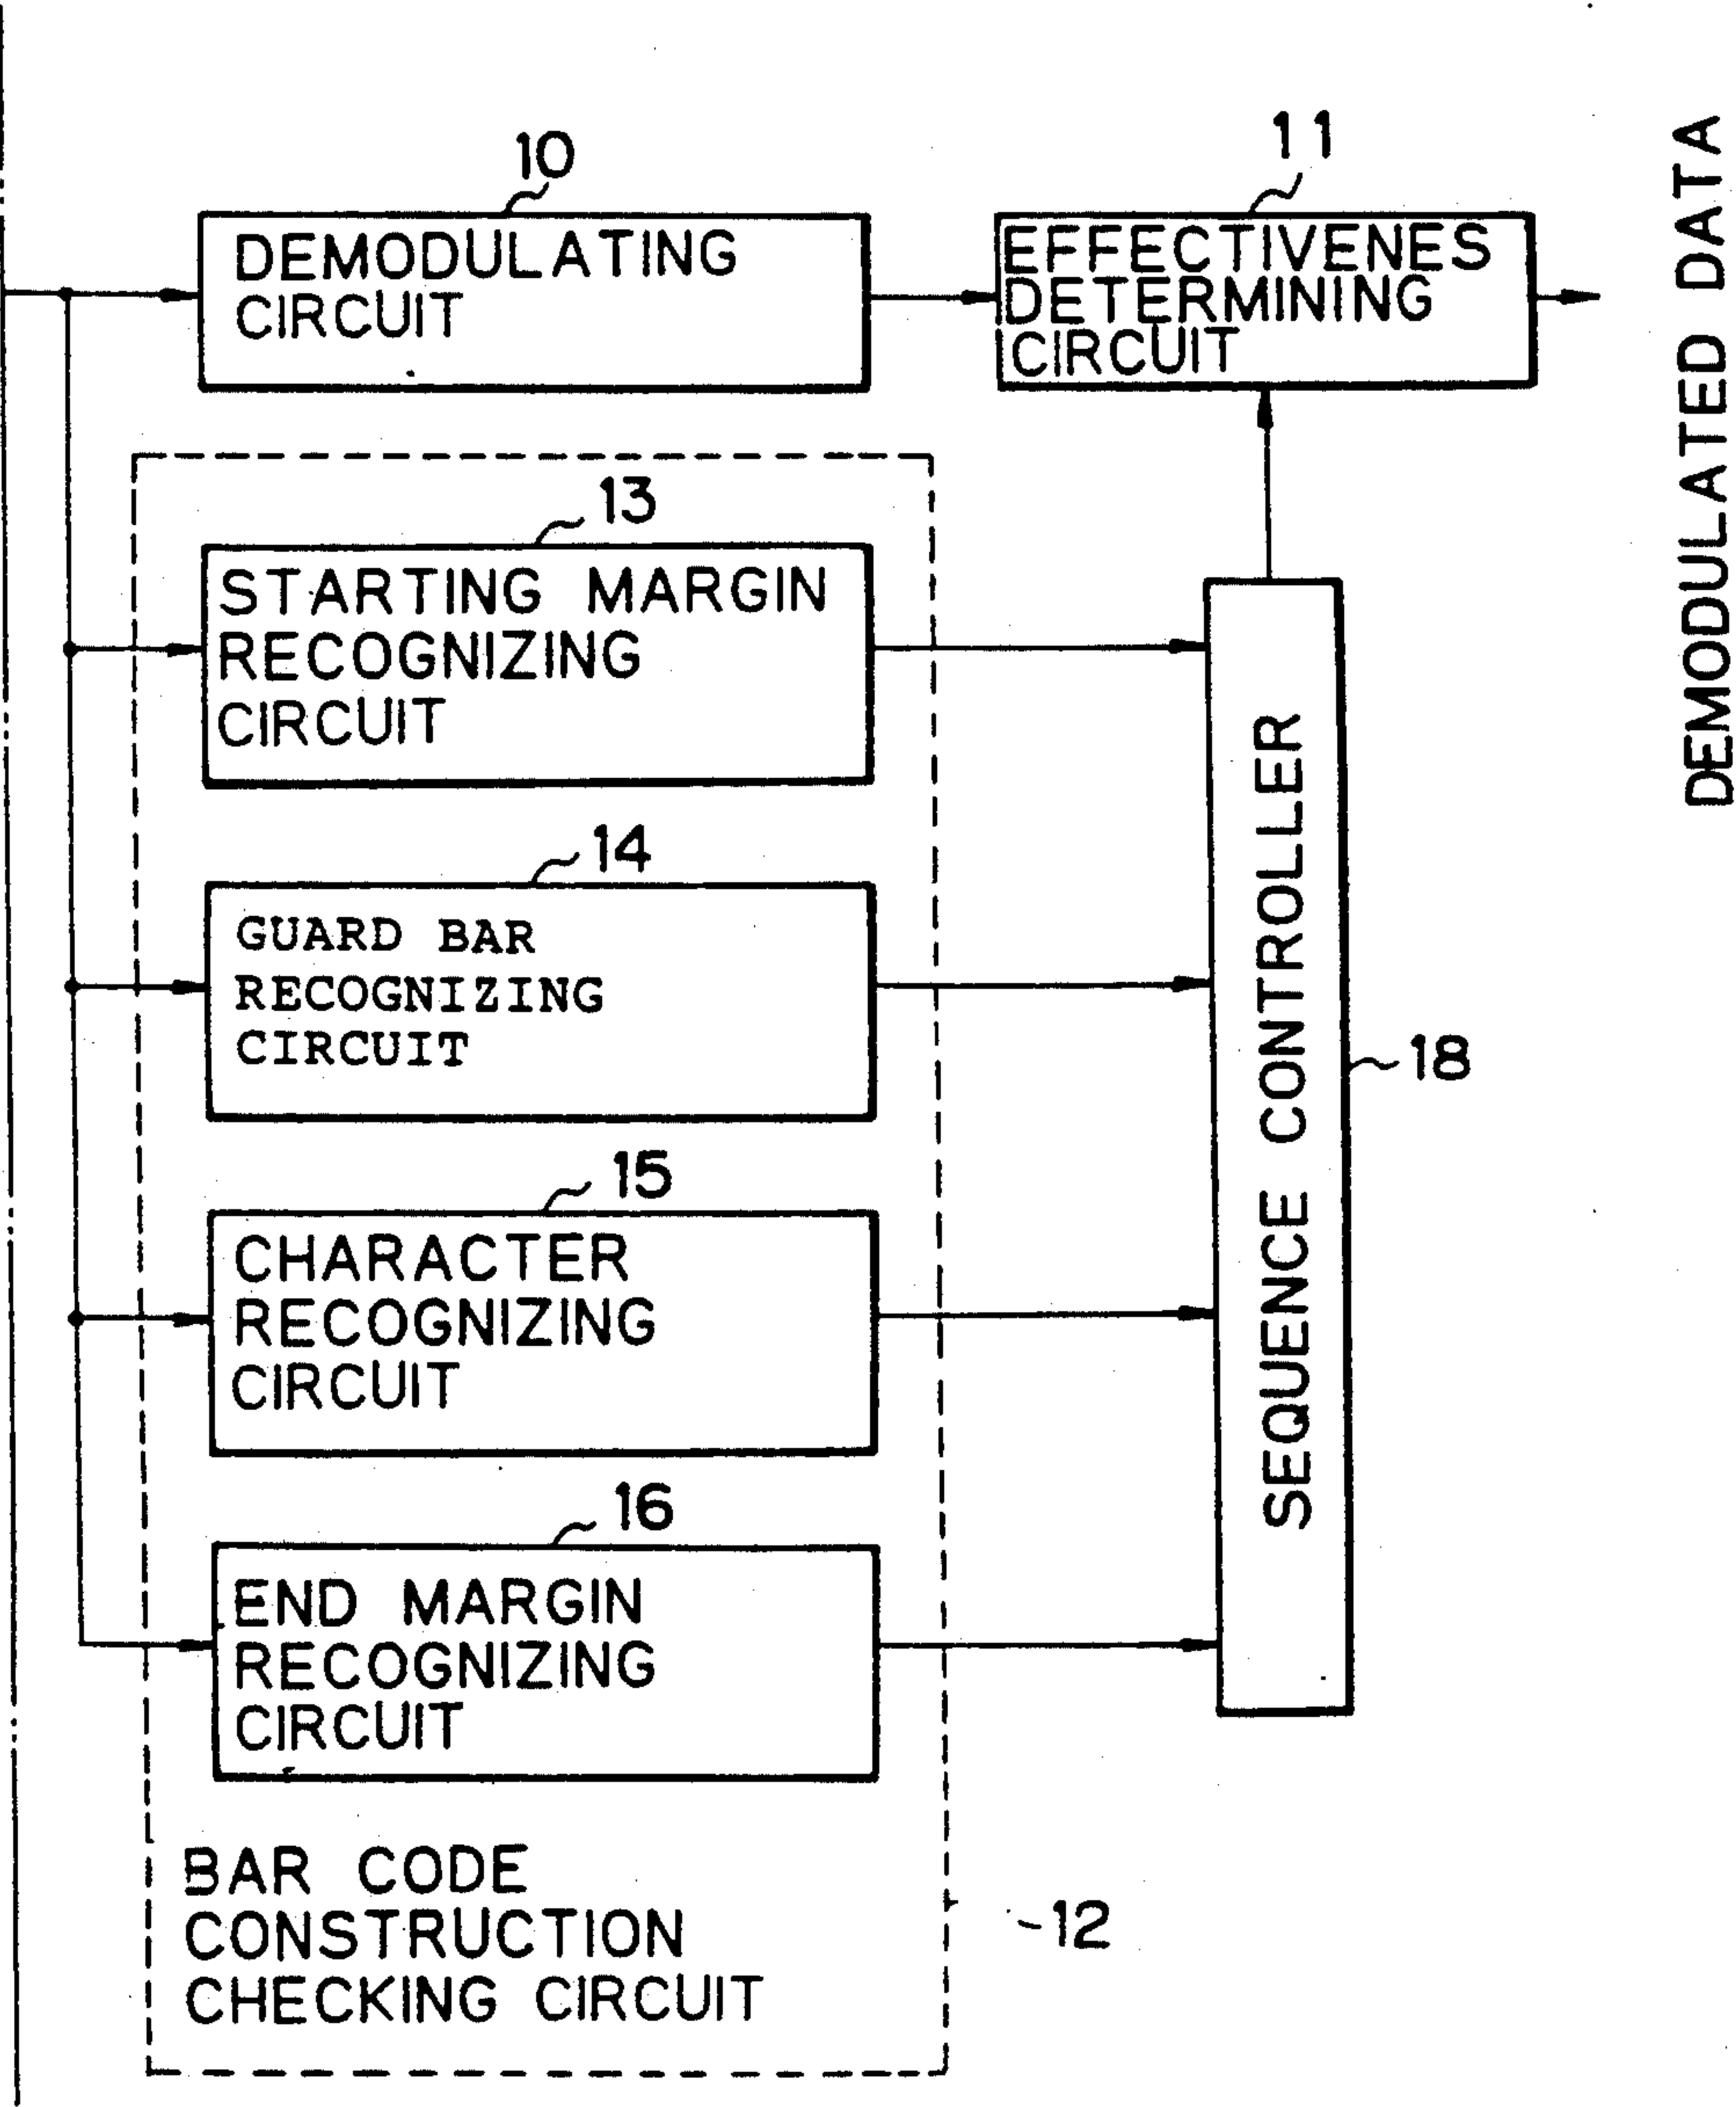 10
DEMODULATING
CIRCUIT
11
EFFECTIVENES
DETERMINING
CIRCUIT
DEMODULATED DATA
13
STARTING MARGIN
RECOGNIZING
CIRCUIT
14
GUARD BAR
RECOGNIZING
CIRCUIT
15
CHARACTER
RECOGNIZING
CIRCUIT
16
END MARGIN
RECOGNIZING
CIRCUIT
SEQUENCE CONTROLLER
18
BAR CODE
CONSTRUCTION
CHECKING CIRCUIT
12